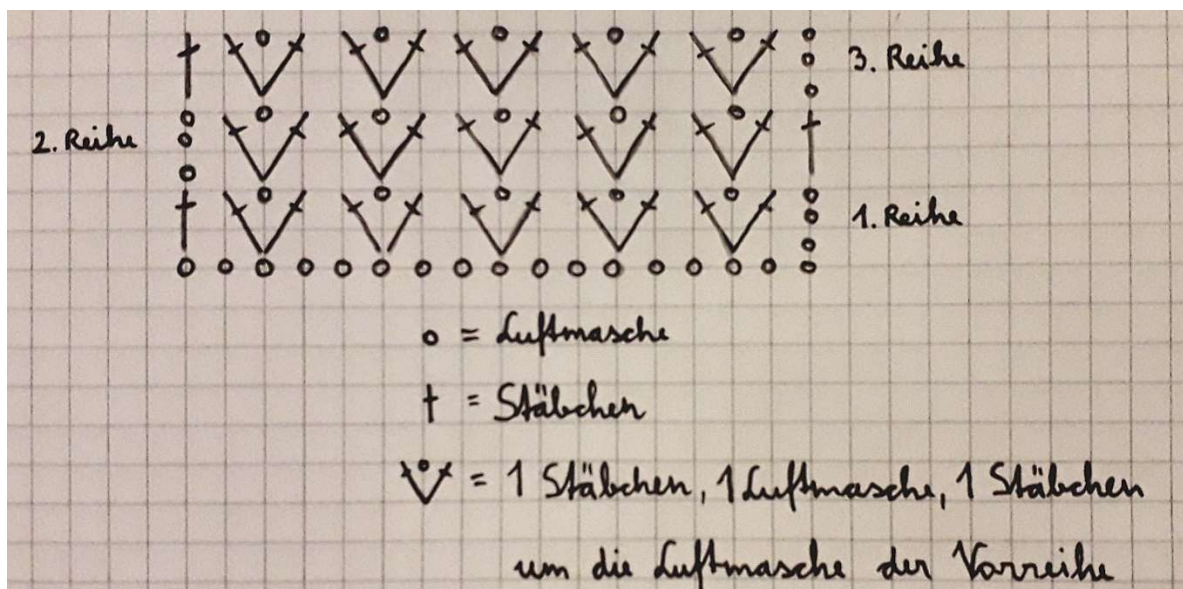 3. Reihe
2. Reihe
1. Reihe
o = Luftmasche
† = Stäbchen
= 1 Stäbchen, 1 Luftmasche, 1 Stäbchen
um die Luftmasche der Vorreihe